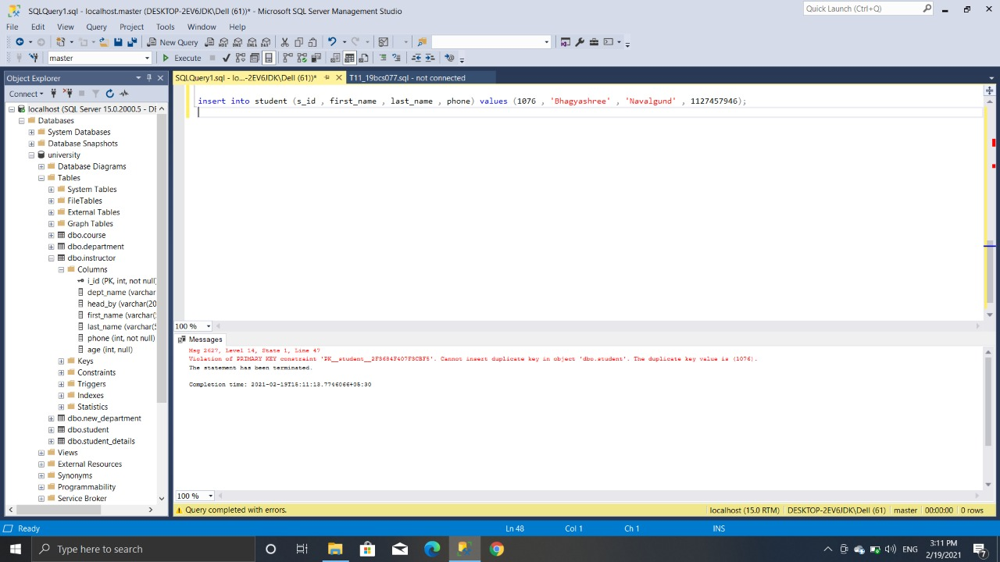 SQLQuery1.sql - localhost.master (DESKTOP-2EV6JDK\Dell (61))* - Microsoft SQL Server Management Studio
Quick Launch (Ctrl+Q)
File Edit View Query Project Tools Window Help
New Query
master Execute
Object Explorer
SQLQuery1.sql - lo...-2EV6JDK\Dell (61))* T11_19bcs077.sql - not connected
Connect
localhost (SQL Server 15.0.2000.5 - DE
Databases
System Databases
Database Snapshots
university
Database Diagrams
Tables
System Tables
FileTables
External Tables
Graph Tables
dbo.course
dbo.department
dbo.instructor
Columns
i_id (PK, int, not null)
dept_name (varchar
head_by (varchar(20
first_name (varchar(
last_name (varchar(5
phone (int, not null)
age (int, null)
Keys
Constraints
Triggers
Indexes
Statistics
dbo.new_department
dbo.student
dbo.student_details
Views
External Resources
Synonyms
Programmability
Service Broker
insert into student (s_id , first_name , last_name , phone) values (1076 , 'Bhagyashree' , 'Navalgund' , 1127457946);
100 %
Messages
Msg 2627, Level 14, State 1, Line 47
Violation of PRIMARY KEY constraint 'PK__student__2F3684F407F3CBF5'. Cannot insert duplicate key in object 'dbo.student'. The duplicate key value is (1076).
The statement has been terminated.
Completion time: 2021-02-19T15:11:13.7746066+05:30
100 %
Query completed with errors. localhost (15.0 RTM) DESKTOP-2EV6JDK\Dell (61) master 00:00:00 0 rows
Ready Ln 48 Col 1 Ch 1 INS
Type here to search
ENG
3:11 PM
2/19/2021
7